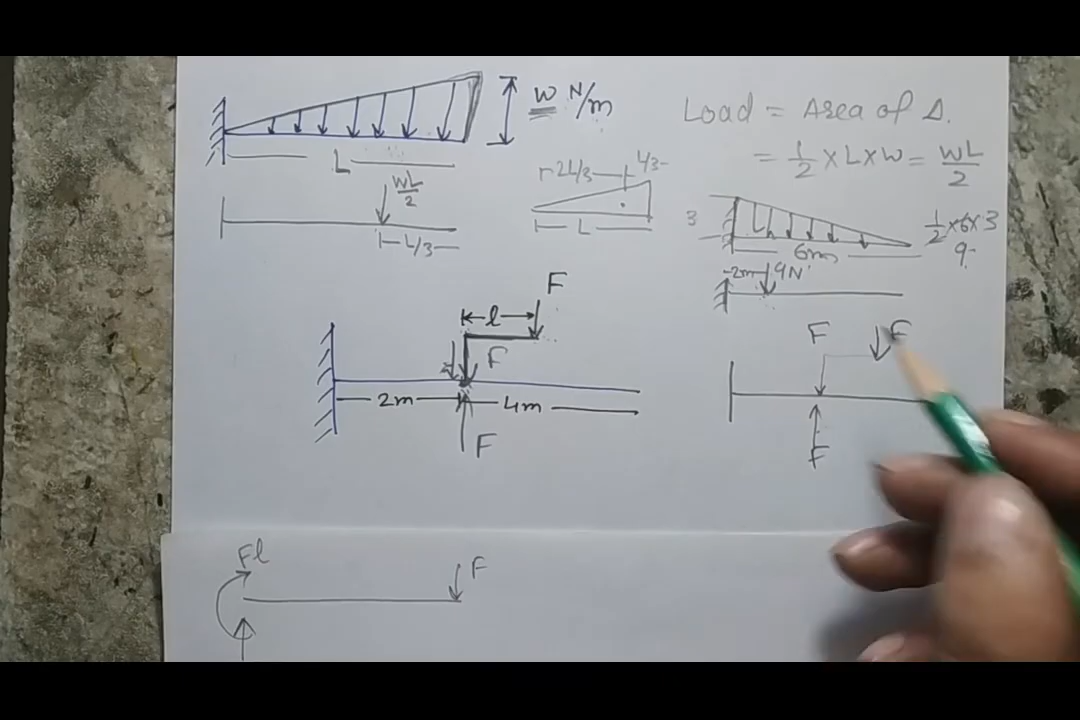 w N/m
L
Load = Area of Δ.
= 1/2 × L × W = WL/2
WL/2
L/3
2L/3
L/3
L
3
6m
1/2 × 6 × 3
9
2m
9N
F
l
F
2m
4m
F
F
F
F
Fl
F